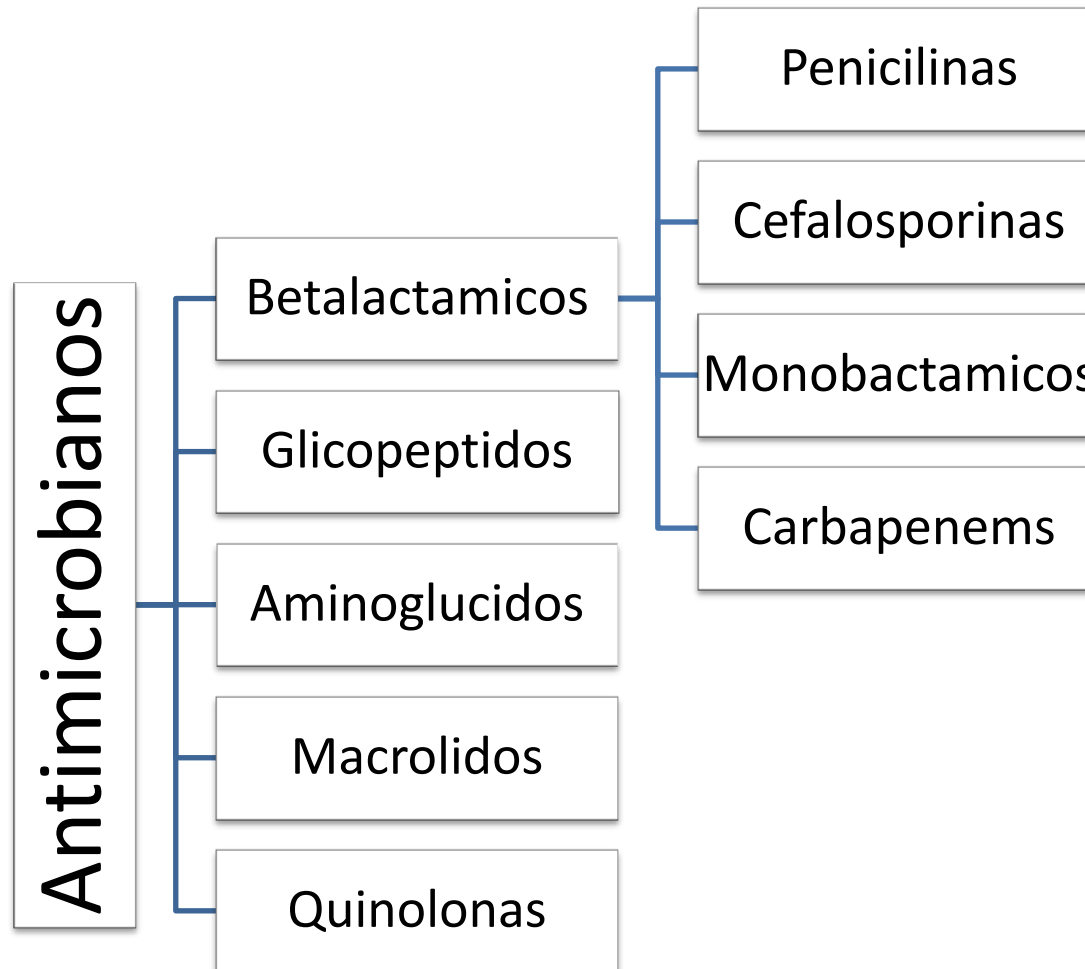 Antimicrobianos
Betalactamicos
Penicilinas
Cefalosporinas
Monobactamicos
Carbapenems
Glicopeptidos
Aminoglucidos
Macrolidos
Quinolonas